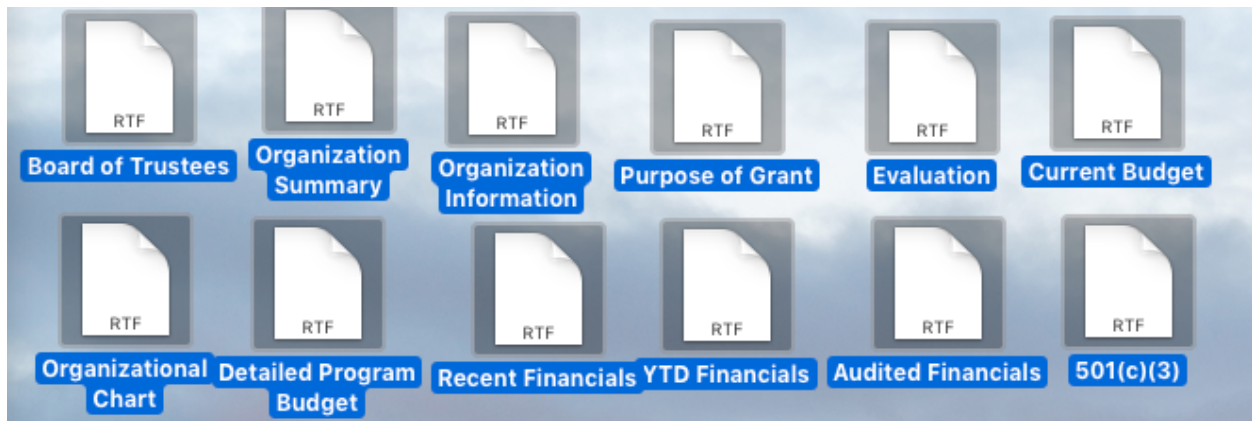 RTF
Board of Trustees
RTF
Organization
Summary
RTF
Organization
Information
RTF
Purpose of Grant
RTF
Evaluation
RTF
Current Budget
RTF
Organizational
Chart
RTF
Detailed Program
Budget
RTF
Recent Financials
RTF
YTD Financials
RTF
Audited Financials
RTF
501(c)(3)